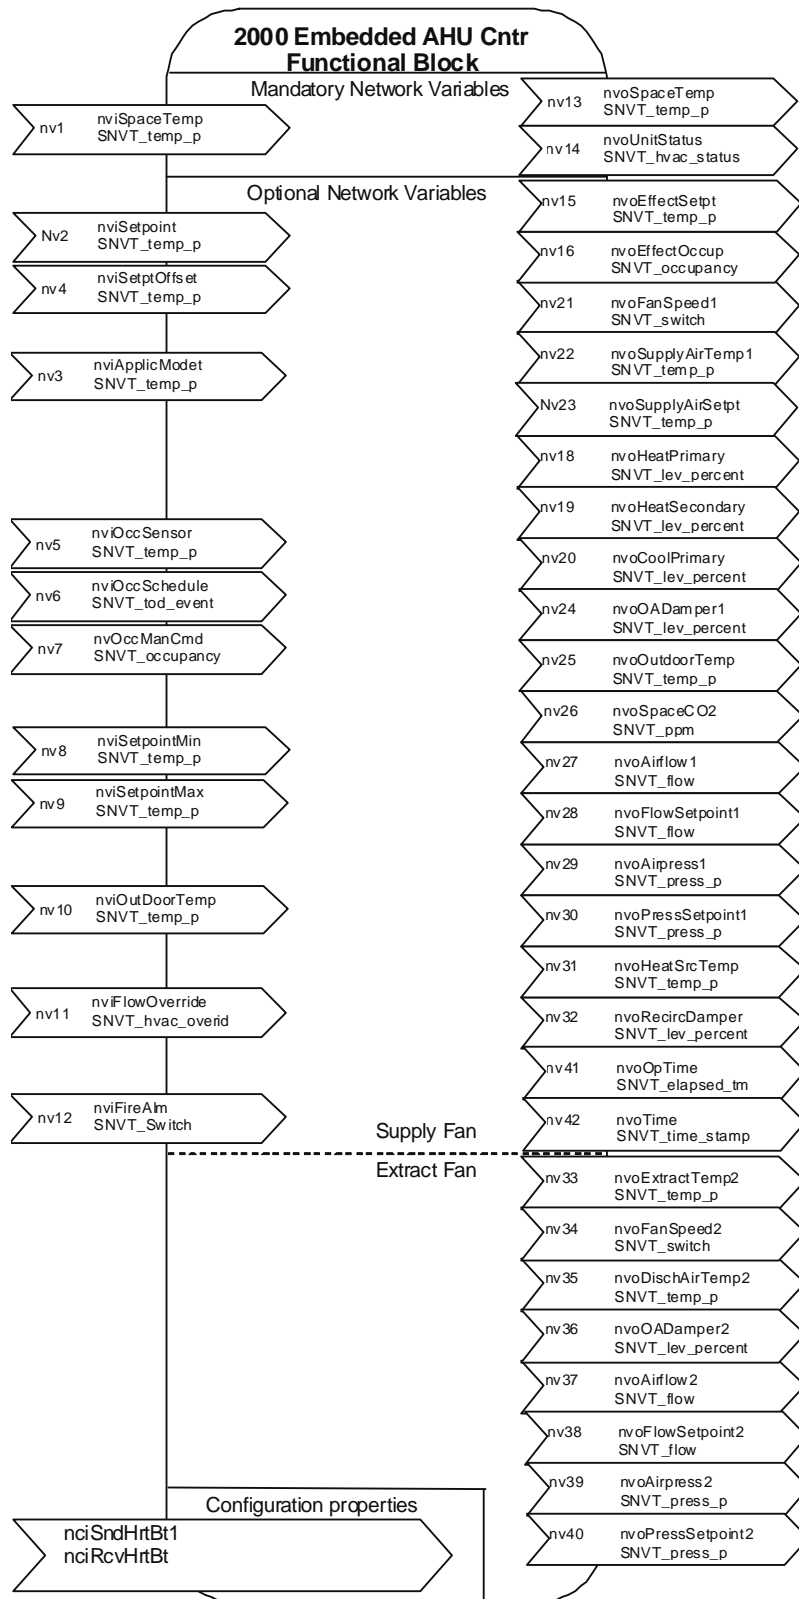 2000 Embedded AHU Cntr
Functional Block
Mandatory Network Variables
nv1
nviSpaceTemp
SNVT_temp_p
nv13
nvoSpaceTemp
SNVT_temp_p
nv14
nvoUnitStatus
SNVT_hvac_status
Optional Network Variables
Nv2
nviSetpoint
SNVT_temp_p
nv4
nviSetptOffset
SNVT_temp_p
nv3
nviApplicModet
SNVT_temp_p
nv5
nviOccSensor
SNVT_temp_p
nv6
nviOccSchedule
SNVT_tod_event
nv7
nvOccManCmd
SNVT_occupancy
nv8
nviSetpointMin
SNVT_temp_p
nv9
nviSetpointMax
SNVT_temp_p
nv10
nviOutDoorTemp
SNVT_temp_p
nv11
nviFlowOverride
SNVT_hvac_overid
nv12
nviFireAlm
SNVT_Switch
nv15
nvoEffectSetpt
SNVT_temp_p
nv16
nvoEffectOccup
SNVT_occupancy
nv21
nvoFanSpeed1
SNVT_switch
nv22
nvoSupplyAirTemp1
SNVT_temp_p
Nv23
nvoSupplyAirSetpt
SNVT_temp_p
nv18
nvoHeatPrimary
SNVT_lev_percent
nv19
nvoHeatSecondary
SNVT_lev_percent
nv20
nvoCoolPrimary
SNVT_lev_percent
nv24
nvoOADamper1
SNVT_lev_percent
nv25
nvoOutdoorTemp
SNVT_temp_p
nv26
nvoSpaceCO2
SNVT_ppm
nv27
nvoAirflow1
SNVT_flow
nv28
nvoFlowSetpoint1
SNVT_flow
nv29
nvoAirpress1
SNVT_press_p
nv30
nvoPressSetpoint1
SNVT_press_p
nv31
nvoHeatSrcTemp
SNVT_temp_p
nv32
nvoRecircDamper
SNVT_lev_percent
nv41
nvoOpTime
SNVT_elapsed_tm
nv42
nvoTime
SNVT_time_stamp
Supply Fan
Extract Fan
nv33
nvoExtractTemp2
SNVT_temp_p
nv34
nvoFanSpeed2
SNVT_switch
nv35
nvoDischAirTemp2
SNVT_temp_p
nv36
nvoOADamper2
SNVT_lev_percent
nv37
nvoAirflow2
SNVT_flow
nv38
nvoFlowSetpoint2
SNVT_flow
nv39
nvoAirpress2
SNVT_press_p
nv40
nvoPressSetpoint2
SNVT_press_p
Configuration properties
nciSndHrtBt1
nciRcvHrtBt